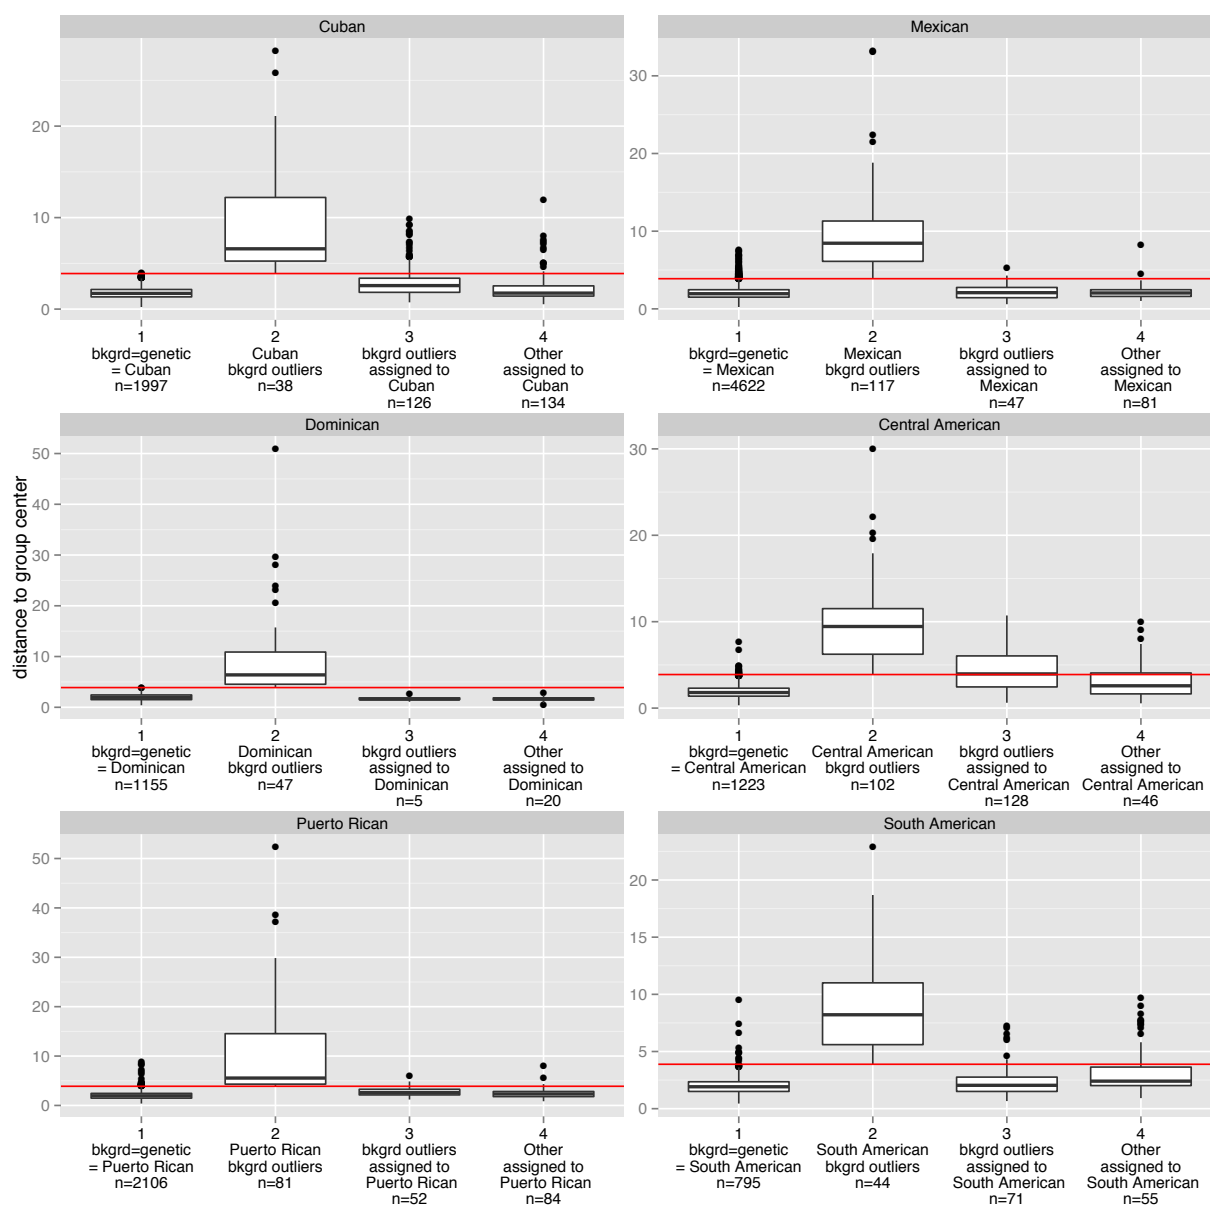 Cuban
Mexican
distance to group center
20
10
0
30
20
10
0
1
2
3
4
bkgrd=genetic
= Cuban
n=1997
Cuban
bkgrd outliers
n=38
bkgrd outliers
assigned to
Cuban
n=126
Other
assigned to
Cuban
n=134
1
2
3
4
bkgrd=genetic
= Mexican
n=4622
Mexican
bkgrd outliers
n=117
bkgrd outliers
assigned to
Mexican
n=47
Other
assigned to
Mexican
n=81
Dominican
Central American
50
40
30
20
10
0
30
20
10
0
1
2
3
4
bkgrd=genetic
= Dominican
n=1155
Dominican
bkgrd outliers
n=47
bkgrd outliers
assigned to
Dominican
n=5
Other
assigned to
Dominican
n=20
1
2
3
4
bkgrd=genetic
= Central American
n=1223
Central American
bkgrd outliers
n=102
bkgrd outliers
assigned to
Central American
n=128
Other
assigned to
Central American
n=46
Puerto Rican
South American
50
40
30
20
10
0
20
15
10
5
0
1
2
3
4
bkgrd=genetic
= Puerto Rican
n=2106
Puerto Rican
bkgrd outliers
n=81
bkgrd outliers
assigned to
Puerto Rican
n=52
Other
assigned to
Puerto Rican
n=84
1
2
3
4
bkgrd=genetic
= South American
n=795
South American
bkgrd outliers
n=44
bkgrd outliers
assigned to
South American
n=71
Other
assigned to
South American
n=55